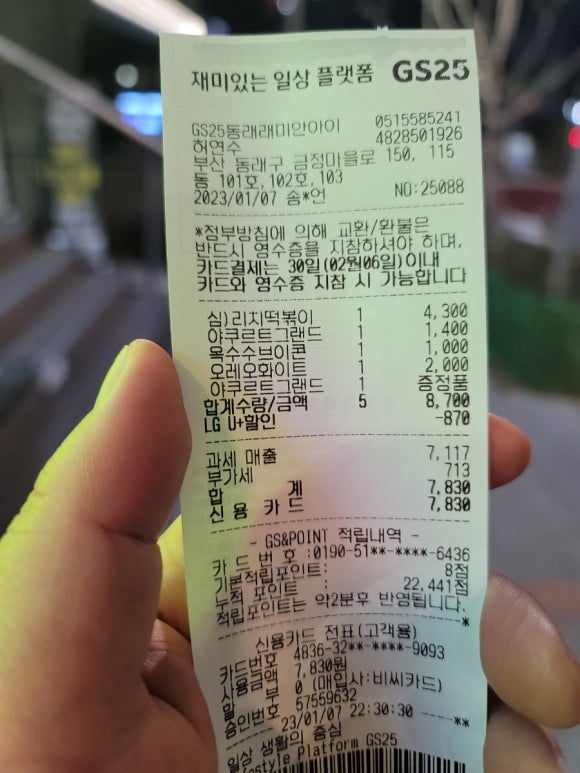 재미있는 일상 플랫폼 GS25
GS25동래래미안아이 0515585241
허연수 4828501926
부산 동래구 금정마을로 150, 115
동 101호,102호,103
2023/01/07 송*언 NO:25088
*정부방침에 의해 교환/환불은
반드시 영수증을 지참하셔야 하며,
카드결제는 30일(02월06일)이내
카드와 영수증 지참 시 가능합니다
심)리치떡볶이 1 4,300
야쿠르트그랜드 1 1,400
옥수수브이콘 1 1,000
오레오화이트 1 2,000
야쿠르트그랜드 1 증정품
합계수량/금액 5 8,700
LG U+할인 -870
과세 매출 7,117
부가세 713
합 계 7,830
신 용 카 드 7,830
- GS&POINT 적립내역 -
카 드 번 호 :0190-51**-****-6436
기본적립포인트: 8점
누적 포인트 : 22,441점
적립포인트는 약2분후 반영됩니다.
*
신용카드 전표(고객용)
카드번호 4836-32**-****-9093
사용금액 7,830원
할 부 0 (매입사:비씨카드)
승인번호 57559632
23/01/07 22:30:30 **
일상 생활의 중심
Platform GS25